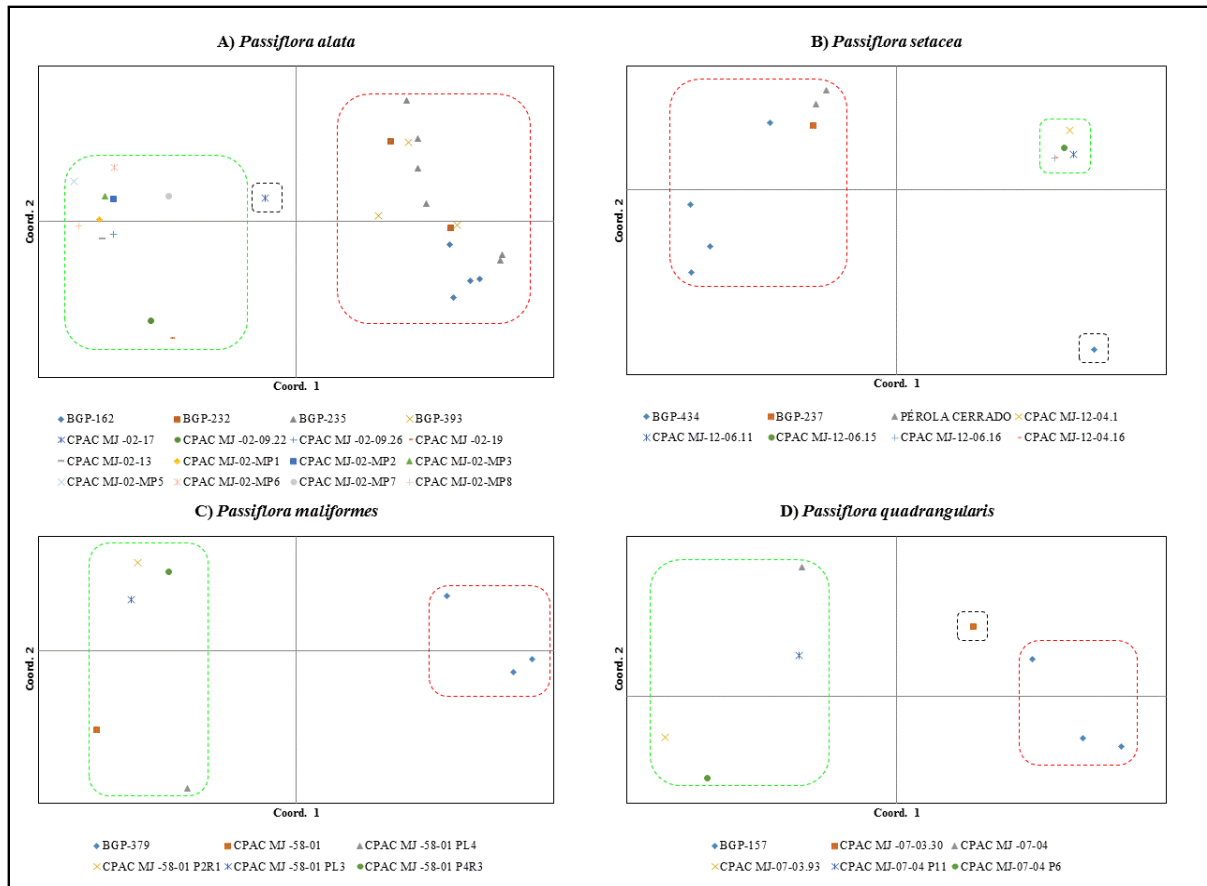 A) Passiflora alata
Coord. 2
Coord. 1
BGP-162 BGP-232 BGP-235 BGP-393
CPAC MJ -02-17 CPAC MJ -02-09.22 CPAC MJ -02-09.26 CPAC MJ -02-19
CPAC MJ-02-13 CPAC MJ-02-MP1 CPAC MJ-02-MP2 CPAC MJ-02-MP3
CPAC MJ-02-MP5 CPAC MJ-02-MP6 CPAC MJ-02-MP7 CPAC MJ-02-MP8
B) Passiflora setacea
Coord. 2
Coord. 1
BGP-434 BGP-237 PÉROLA CERRADO CPAC MJ-12-04.1
CPAC MJ-12-06.11 CPAC MJ-12-06.15 CPAC MJ-12-06.16 CPAC MJ-12-04.16
C) Passiflora maliformes
Coord. 2
Coord. 1
BGP-379 CPAC MJ -58-01 CPAC MJ -58-01 PL4
CPAC MJ -58-01 P2R1 CPAC MJ -58-01 PL3 CPAC MJ -58-01 P4R3
D) Passiflora quadrangularis
Coord. 2
Coord. 1
BGP-157 CPAC MJ -07-03.30 CPAC MJ -07-04
CPAC MJ-07-03.93 CPAC MJ-07-04 P11 CPAC MJ-07-04 P6